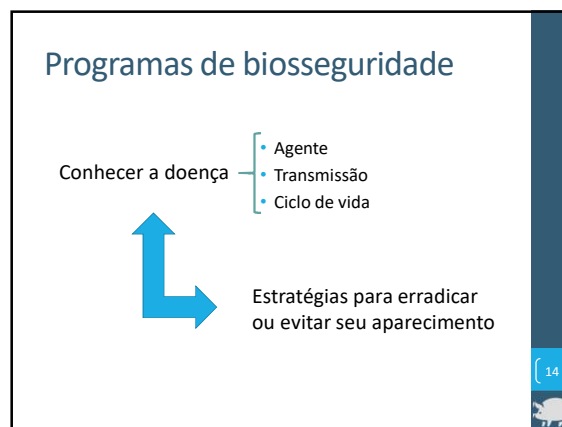 Programas de biosseguridade
Conhecer a doença
• Agente
• Transmissão
• Ciclo de vida
Estratégias para erradicar
ou evitar seu aparecimento
14